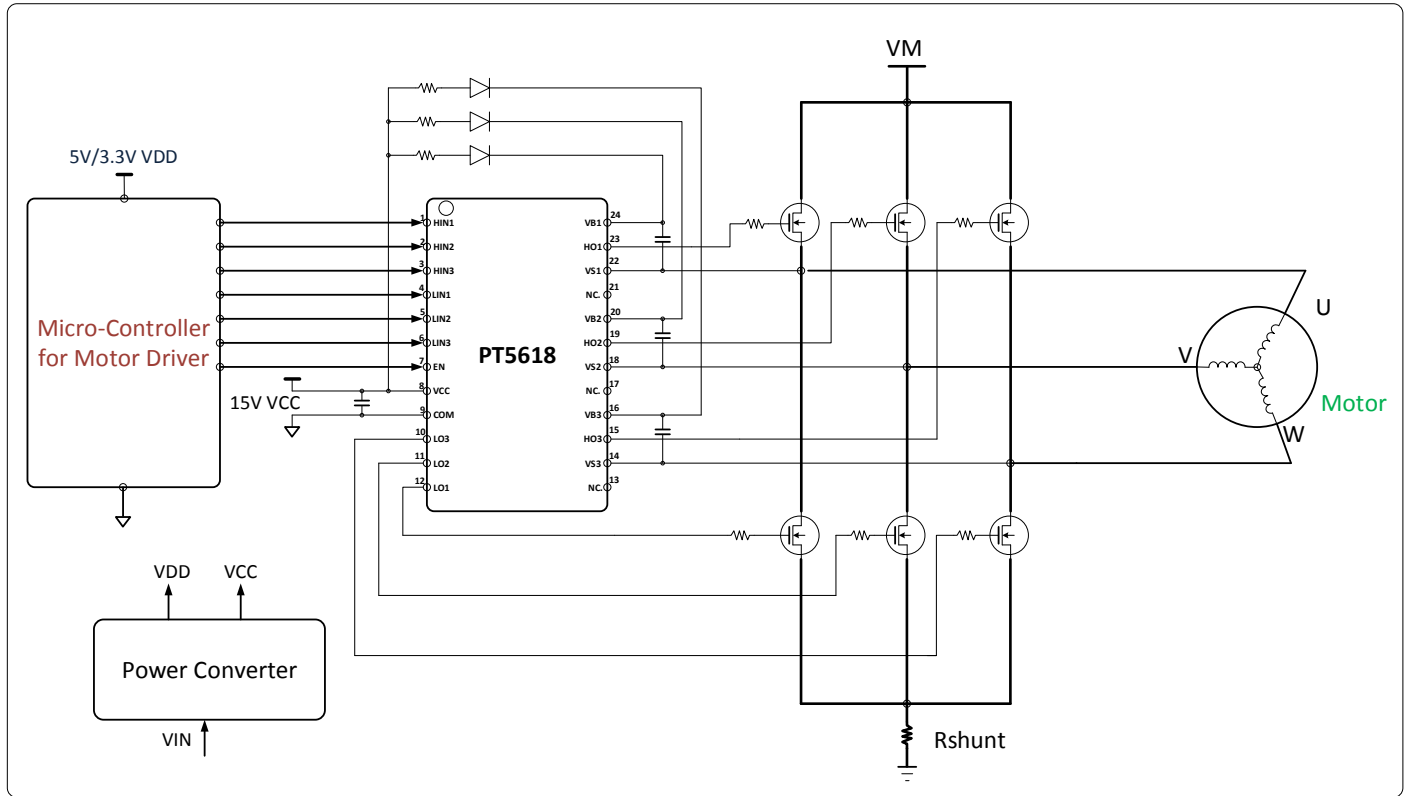 VM
5V/3.3V VDD
Micro-Controller
for Motor Driver
1 HIN1
2 HIN2
3 HIN3
4 LIN1
5 LIN2
6 LIN3
7 EN
8 VCC
9 COM
10 LO3
11 LO2
12 LO1
15V VCC
PT5618
VB1 24
HO1 23
VS1 22
NC. 21
VB2 20
HO2 19
VS2 18
NC. 17
VB3 16
HO3 15
VS3 14
NC. 13
U
V
W
Motor
VDD
VCC
Power Converter
VIN
Rshunt